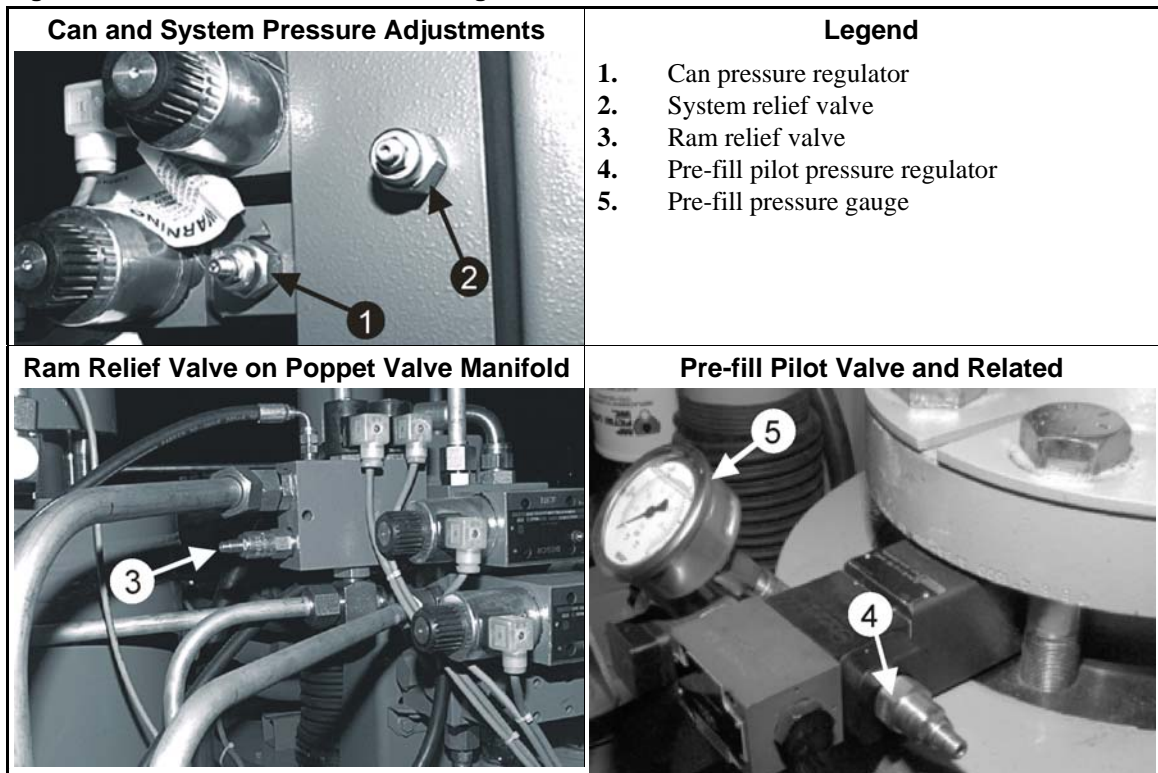 Can and System Pressure Adjustments
WARNING
1
2
Legend
1. Can pressure regulator
2. System relief valve
3. Ram relief valve
4. Pre-fill pilot pressure regulator
5. Pre-fill pressure gauge
Ram Relief Valve on Poppet Valve Manifold
3
Pre-fill Pilot Valve and Related
5
4